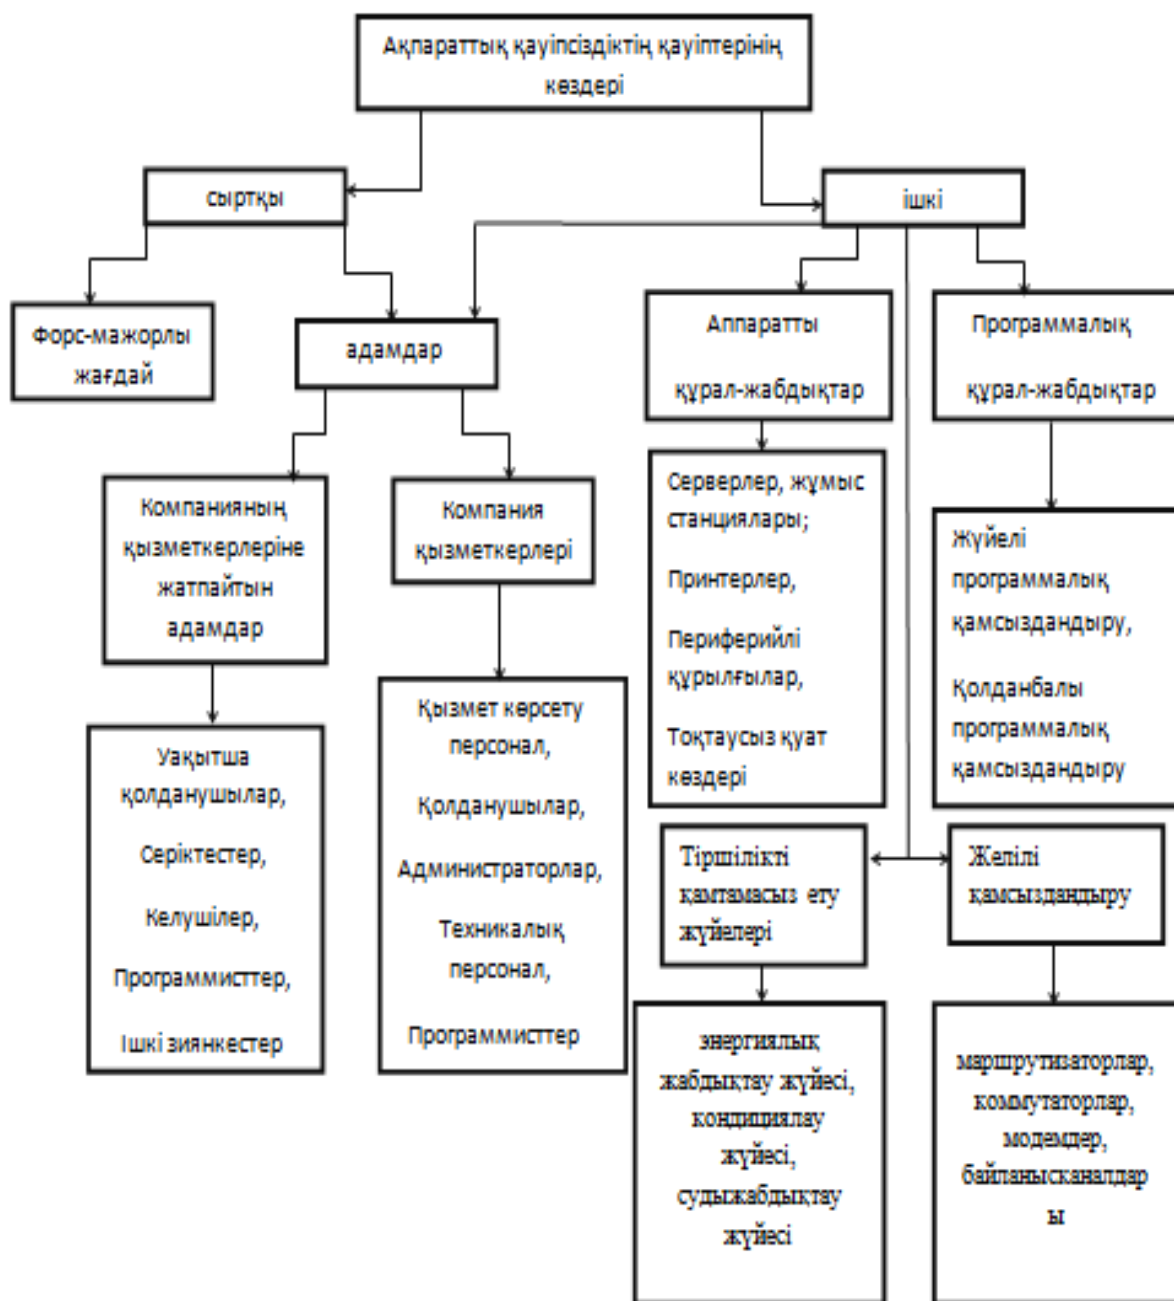 Ақпараттық қауіпсіздіктің қауіптерінің
көздері
сыртқы
ішкі
Форс-мажорлы
жағдай
адамдар
Аппаратты
құрал-жабдықтар
Программалық
құрал-жабдықтар
Компанияның
қызметкерлеріне
жатпайтын
адамдар
Компания
қызметкерлері
Серверлер, жұмыс
станциялары;
Принтерлер,
Периферийлі
құрылғылар,
Тоқтаусыз қуат
көздері
Жүйелі
программалық
қамсыздандыру,
Қолданбалы
программалық
қамсыздандыру
Уақытша
қолданушылар,
Серіктестер,
Келушілер,
Программисттер,
Ішкі зиянкестер
Қызмет көрсету
персонал,
Қолданушылар,
Администраторлар,
Техникалық
персонал,
Программисттер
Тіршілікті
қамтамасыз ету
жүйелері
Желілі
қамсыздандыру
энергиялық
жабдықтау жүйесі,
кондициялау
жүйесі,
судыжабдықтау
жүйесі
маршрутизаторлар,
коммутаторлар,
модемдер,
байланысканалдар
ы